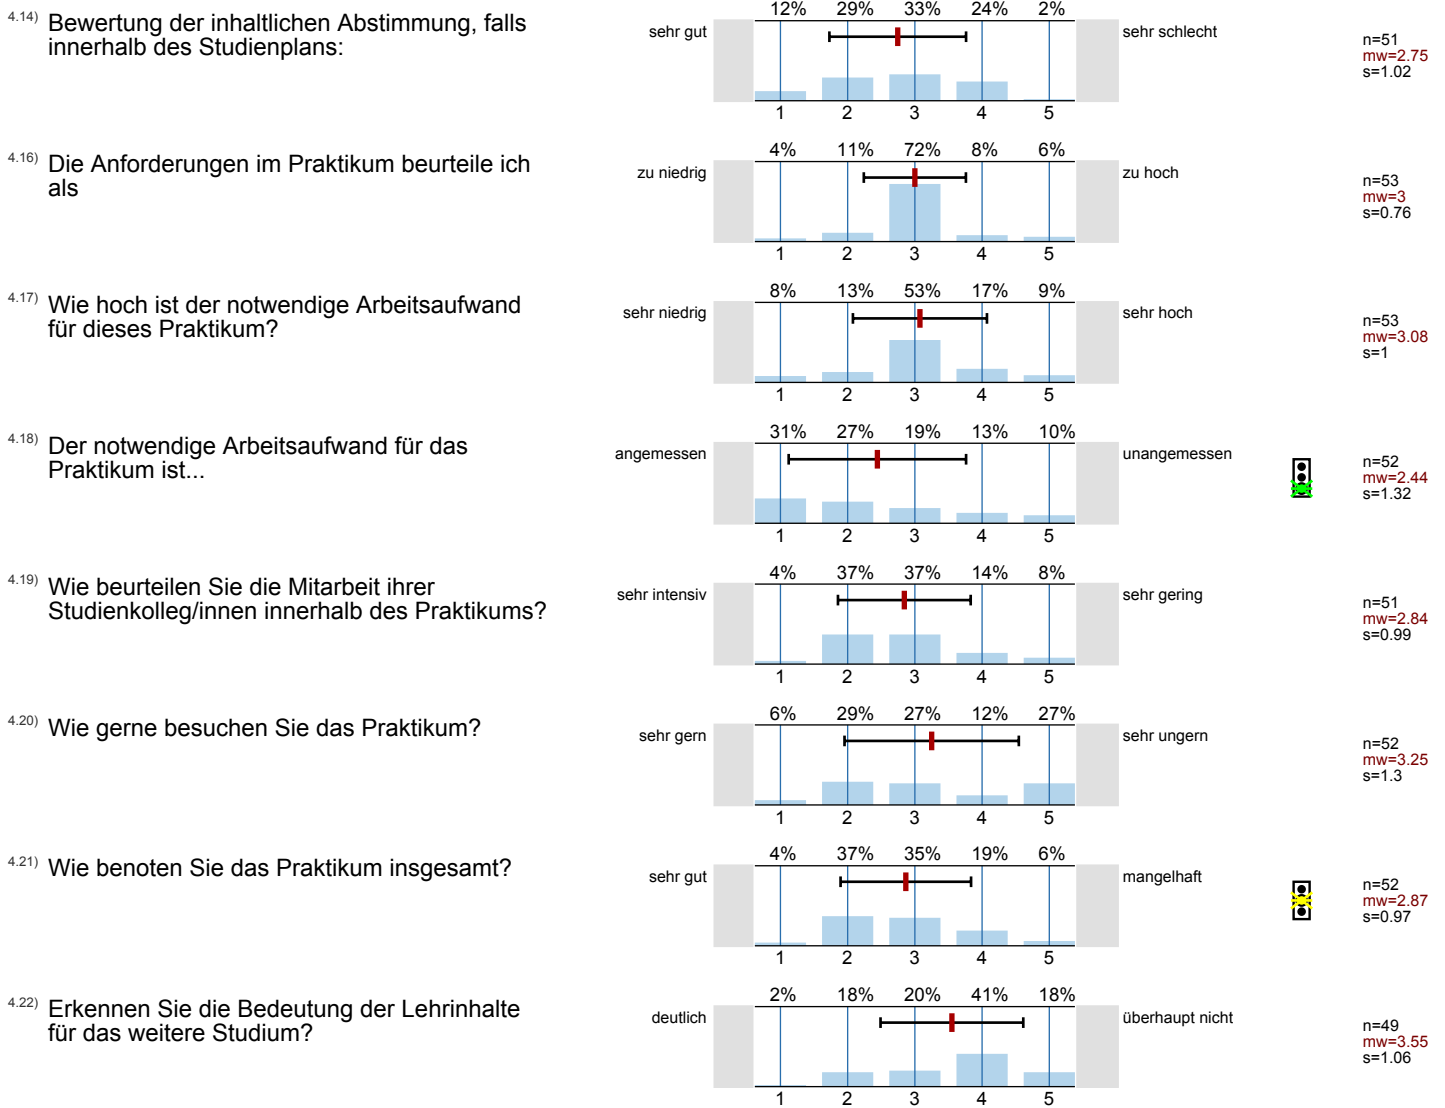 4.14) Bewertung der inhaltlichen Abstimmung, falls
innerhalb des Studienplans:
12% 29% 33% 24% 2%
sehr gut sehr schlecht
n=51
mw=2.75
s=1.02
1 2 3 4 5
4.16) Die Anforderungen im Praktikum beurteile ich
als
4% 11% 72% 8% 6%
zu niedrig zu hoch
n=53
mw=3
s=0.76
1 2 3 4 5
4.17) Wie hoch ist der notwendige Arbeitsaufwand
für dieses Praktikum?
8% 13% 53% 17% 9%
sehr niedrig sehr hoch
n=53
mw=3.08
s=1
1 2 3 4 5
4.18) Der notwendige Arbeitsaufwand für das
Praktikum ist...
31% 27% 19% 13% 10%
angemessen unangemessen
n=52
mw=2.44
s=1.32
1 2 3 4 5
4.19) Wie beurteilen Sie die Mitarbeit ihrer
Studienkolleg/innen innerhalb des Praktikums?
4% 37% 37% 14% 8%
sehr intensiv sehr gering
n=51
mw=2.84
s=0.99
1 2 3 4 5
4.20) Wie gerne besuchen Sie das Praktikum?
6% 29% 27% 12% 27%
sehr gern sehr ungern
n=52
mw=3.25
s=1.3
1 2 3 4 5
4.21) Wie benoten Sie das Praktikum insgesamt?
4% 37% 35% 19% 6%
sehr gut mangelhaft
n=52
mw=2.87
s=0.97
1 2 3 4 5
4.22) Erkennen Sie die Bedeutung der Lehrinhalte
für das weitere Studium?
2% 18% 20% 41% 18%
deutlich überhaupt nicht
n=49
mw=3.55
s=1.06
1 2 3 4 5